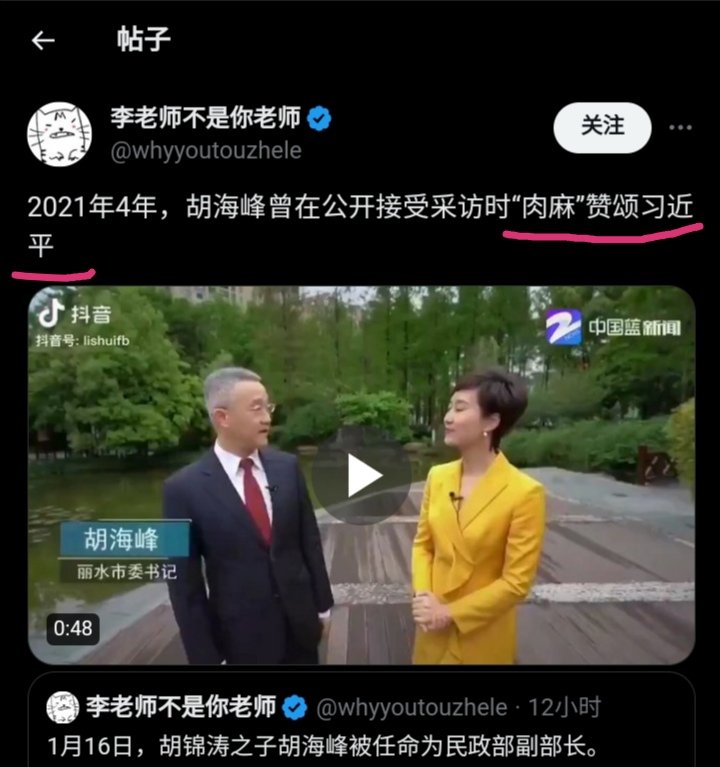 帖子
李老师不是你老师
@whyyoutouzhele
关注
2021年4年，胡海峰曾在公开接受采访时“肉麻”赞颂习近
平
抖音
抖音号: lishuifb
中国蓝新闻
胡海峰
丽水市委书记
0:48
李老师不是你老师 @whyyoutouzhele · 12小时
1月16日，胡锦涛之子胡海峰被任命为民政部副部长。